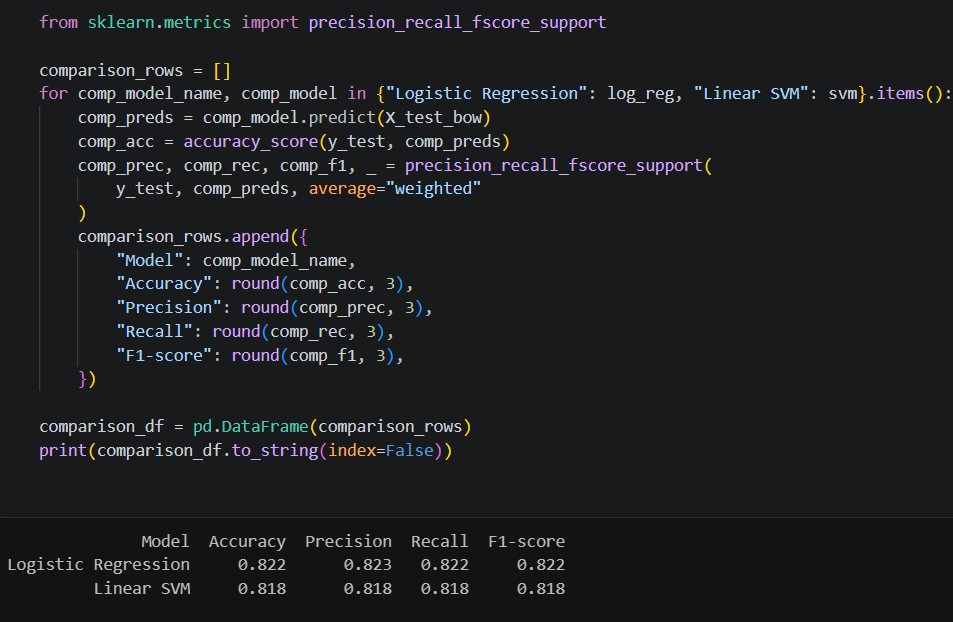 from sklearn.metrics import precision_recall_fscore_support
comparison_rows = []
for comp_model_name, comp_model in {"Logistic Regression": log_reg, "Linear SVM": svm}.items():
    comp_preds = comp_model.predict(X_test_bow)
    comp_acc = accuracy_score(y_test, comp_preds)
    comp_prec, comp_rec, comp_f1, _ = precision_recall_fscore_support(
        y_test, comp_preds, average="weighted"
    )
    comparison_rows.append({
        "Model": comp_model_name,
        "Accuracy": round(comp_acc, 3),
        "Precision": round(comp_prec, 3),
        "Recall": round(comp_rec, 3),
        "F1-score": round(comp_f1, 3),
    })
comparison_df = pd.DataFrame(comparison_rows)
print(comparison_df.to_string(index=False))
Model Accuracy Precision Recall F1-score
Logistic Regression 0.822 0.823 0.822 0.822
Linear SVM 0.818 0.818 0.818 0.818